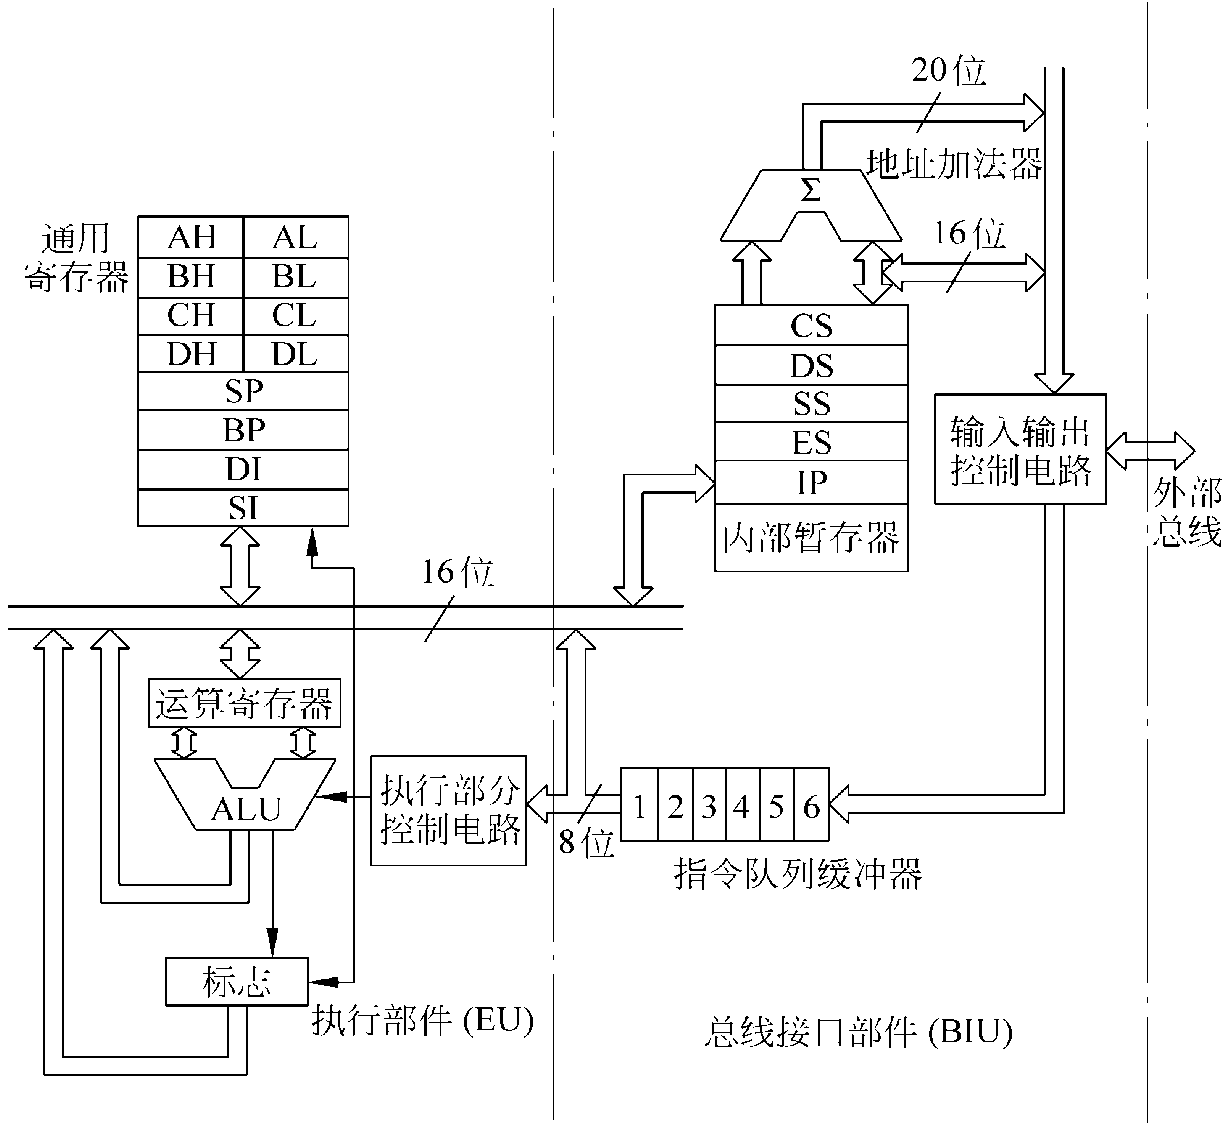 20位
地址加法器
Σ
16位
通用
寄存器
AH AL
BH BL
CH CL
DH DL
SP
BP
DI
SI
CS
DS
SS
ES
IP
内部暂存器
输入输出
控制电路
外部
总线
16位
运算寄存器
ALU
执行部分
控制电路
8位
1 2 3 4 5 6
指令队列缓冲器
标志
执行部件 (EU)
总线接口部件 (BIU)